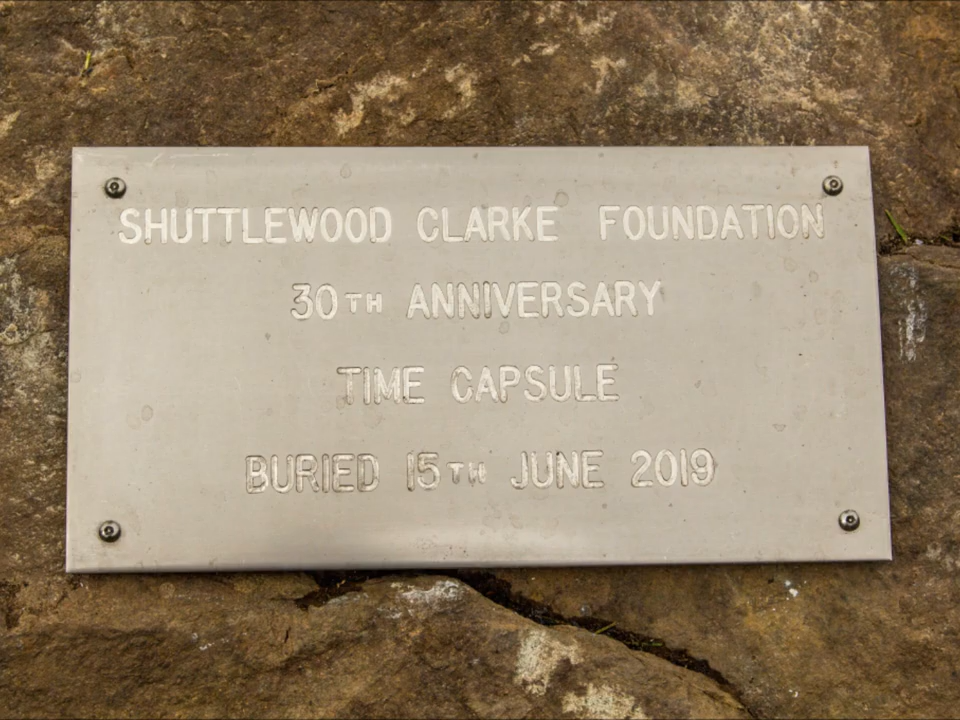 SHUTTLEWOOD CLARKE FOUNDATION
30TH ANNIVERSARY
TIME CAPSULE
BURIED 15TH JUNE 2019